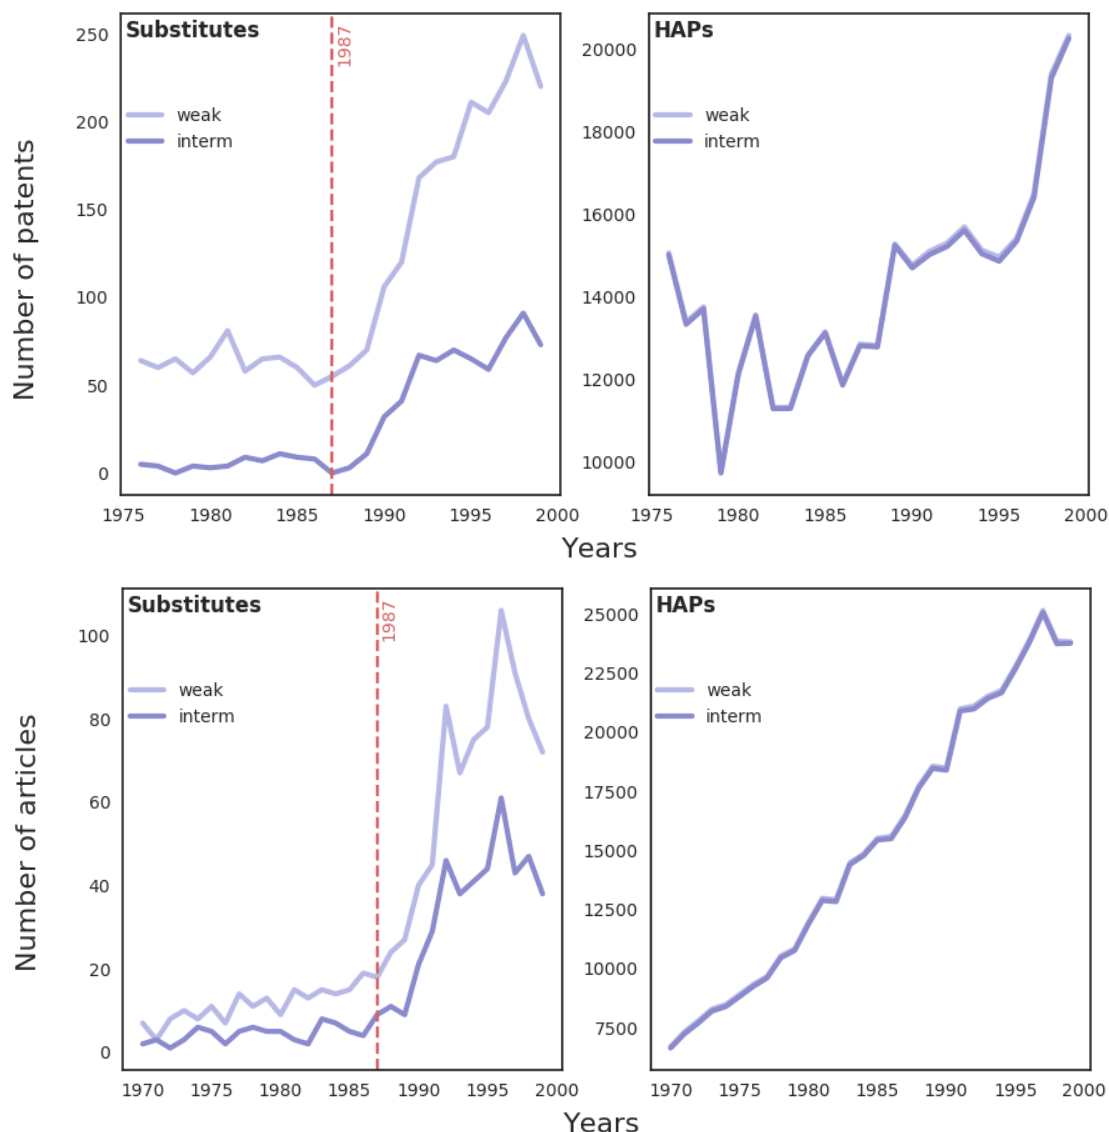 Substitutes
1987
250
200
150
100
50
0
weak
interm
1975 1980 1985 1990 1995 2000
Number of patents
HAPs
20000
18000
16000
14000
12000
10000
weak
interm
1975 1980 1985 1990 1995 2000
Years
Substitutes
1987
100
80
60
40
20
0
weak
interm
1970 1975 1980 1985 1990 1995 2000
Number of articles
HAPs
25000
22500
20000
17500
15000
12500
10000
7500
weak
interm
1970 1975 1980 1985 1990 1995 2000
Years